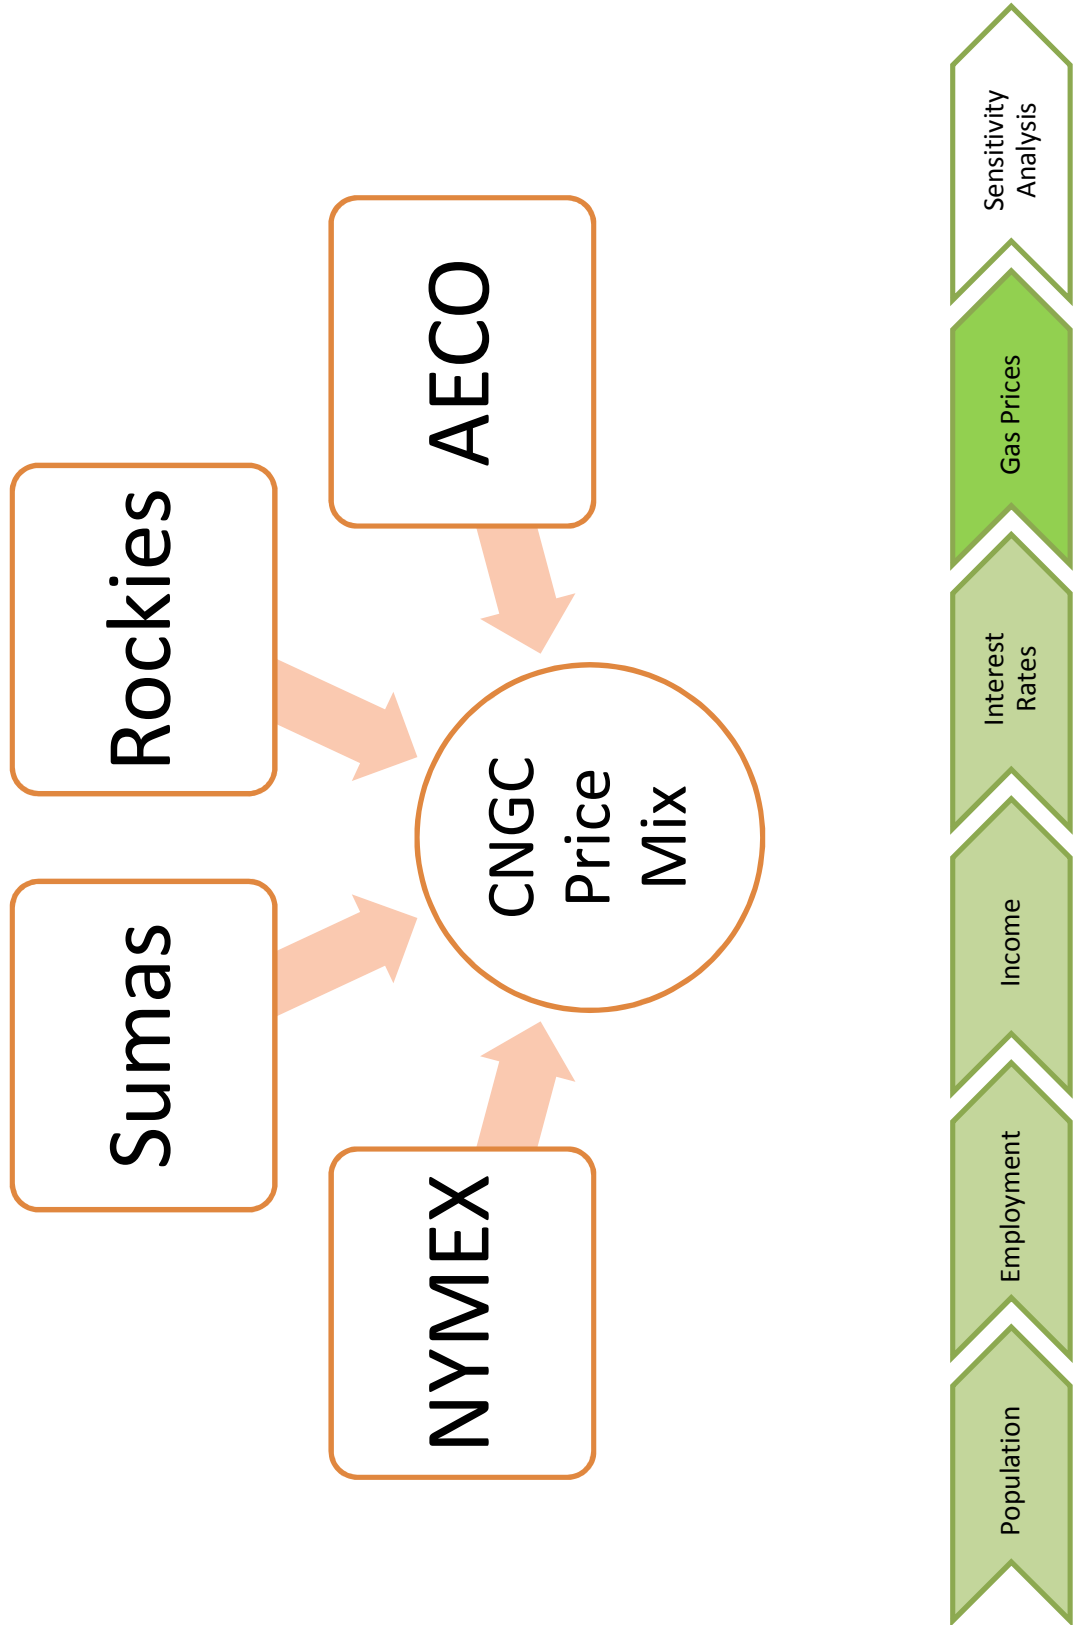 NYMEX
Sumas
Rockies
AECO
CNGC
Price
Mix
Population
Employment
Income
Interest
Rates
Gas Prices
Sensitivity
Analysis